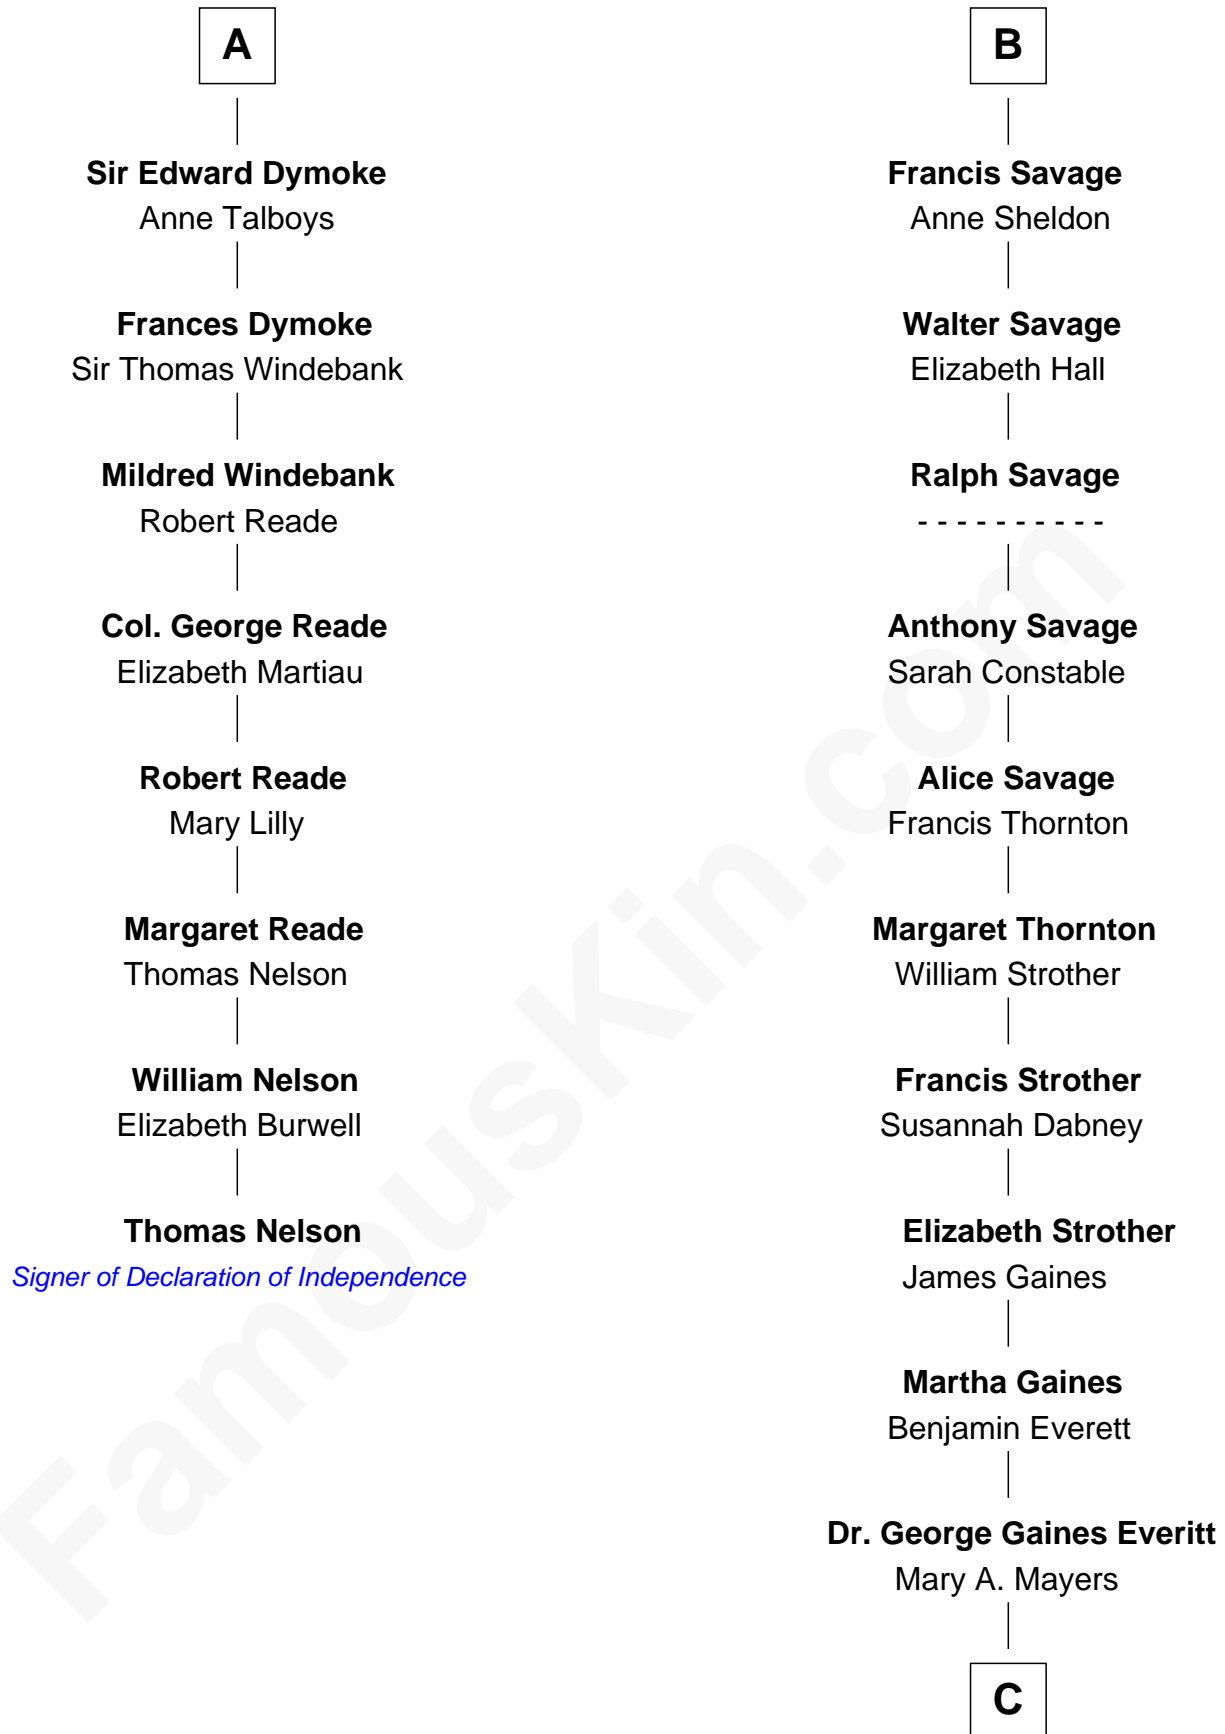 A
Sir Edward Dymoke
Anne Talboys
Frances Dymoke
Sir Thomas Windebank
Mildred Windebank
Robert Reade
Col. George Reade
Elizabeth Martiau
Robert Reade
Mary Lilly
Margaret Reade
Thomas Nelson
William Nelson
Elizabeth Burwell
Thomas Nelson
Signer of Declaration of Independence
B
Francis Savage
Anne Sheldon
Walter Savage
Elizabeth Hall
Ralph Savage
- - - - - - - - - -
Anthony Savage
Sarah Constable
Alice Savage
Francis Thornton
Margaret Thornton
William Strother
Francis Strother
Susannah Dabney
Elizabeth Strother
James Gaines
Martha Gaines
Benjamin Everett
Dr. George Gaines Everitt
Mary A. Mayers
C
FamousKin.com